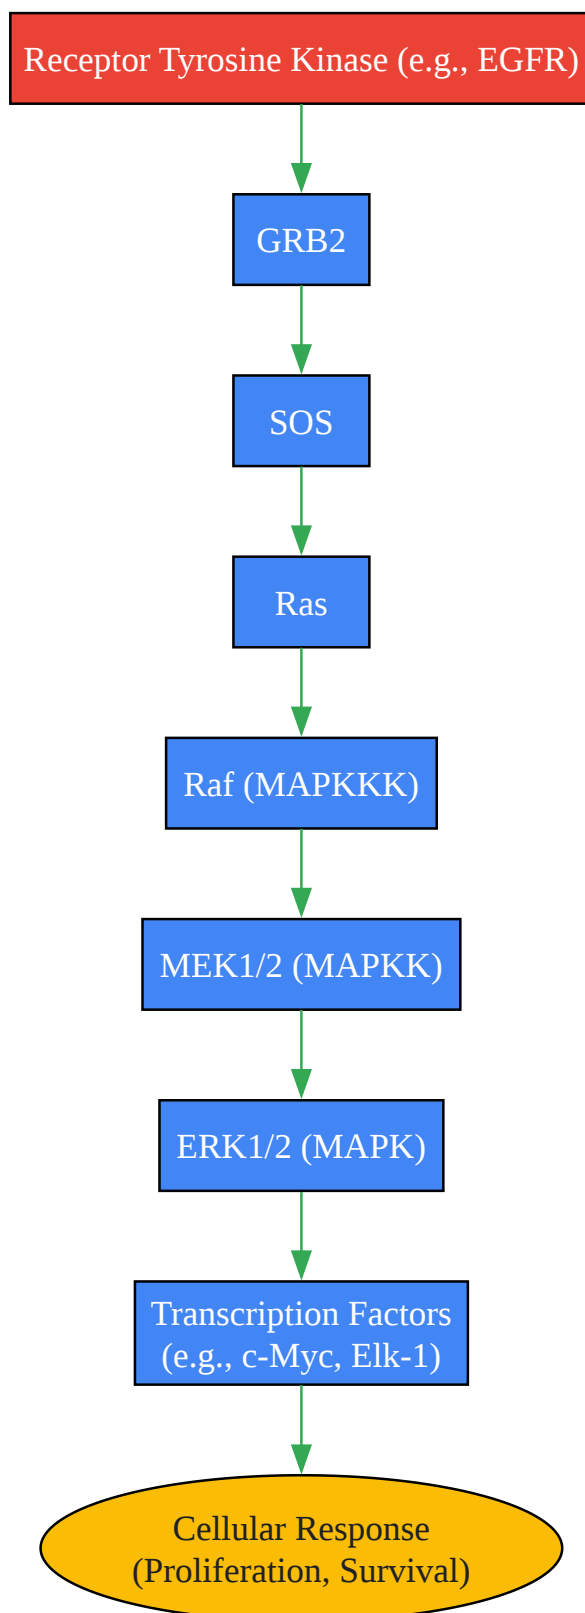 Receptor Tyrosine Kinase (e.g., EGFR)
GRB2
SOS
Ras
Raf (MAPKKK)
MEK1/2 (MAPKK)
ERK1/2 (MAPK)
Transcription Factors
(e.g., c-Myc, Elk-1)
Cellular Response
(Proliferation, Survival)